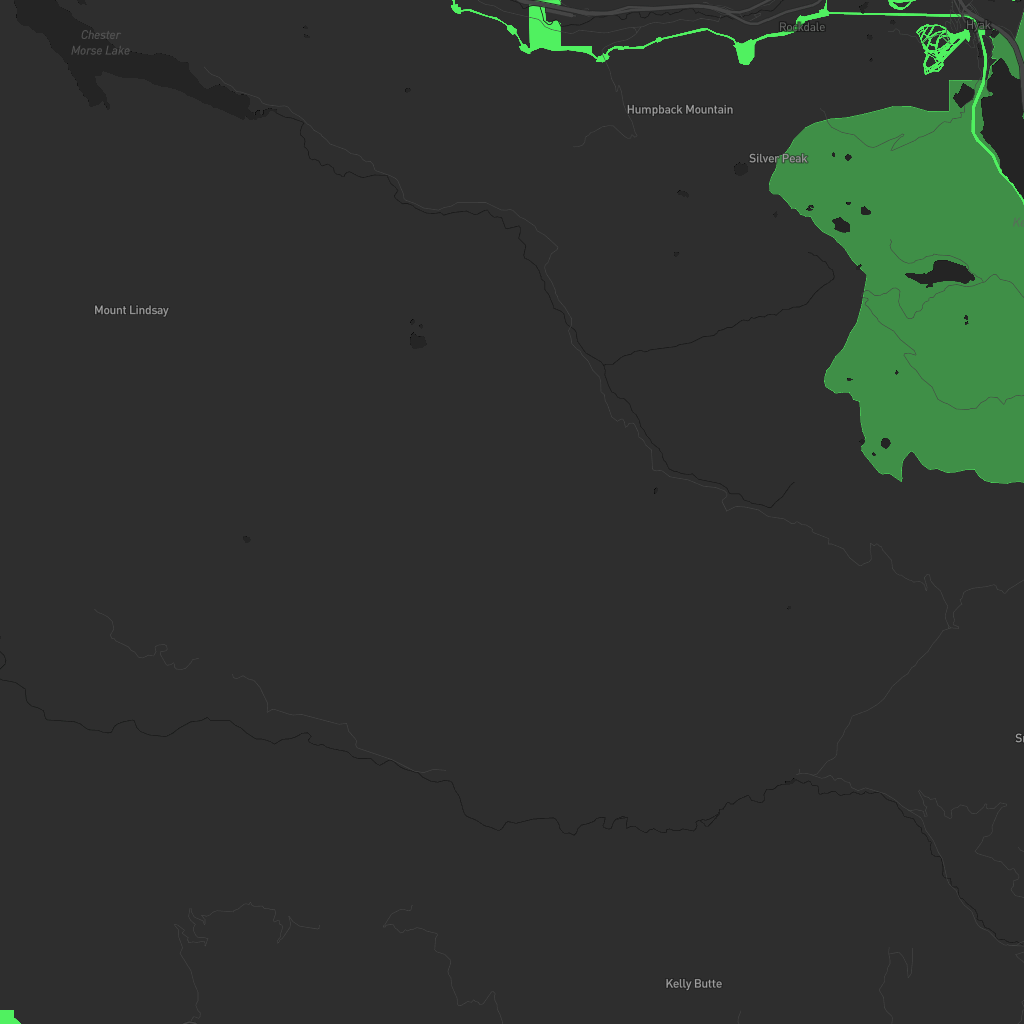 Hyak
Rockdale
Chester
Morse Lake
Humpback Mountain
Silver Peak
Mount Lindsay
Kelly Butte